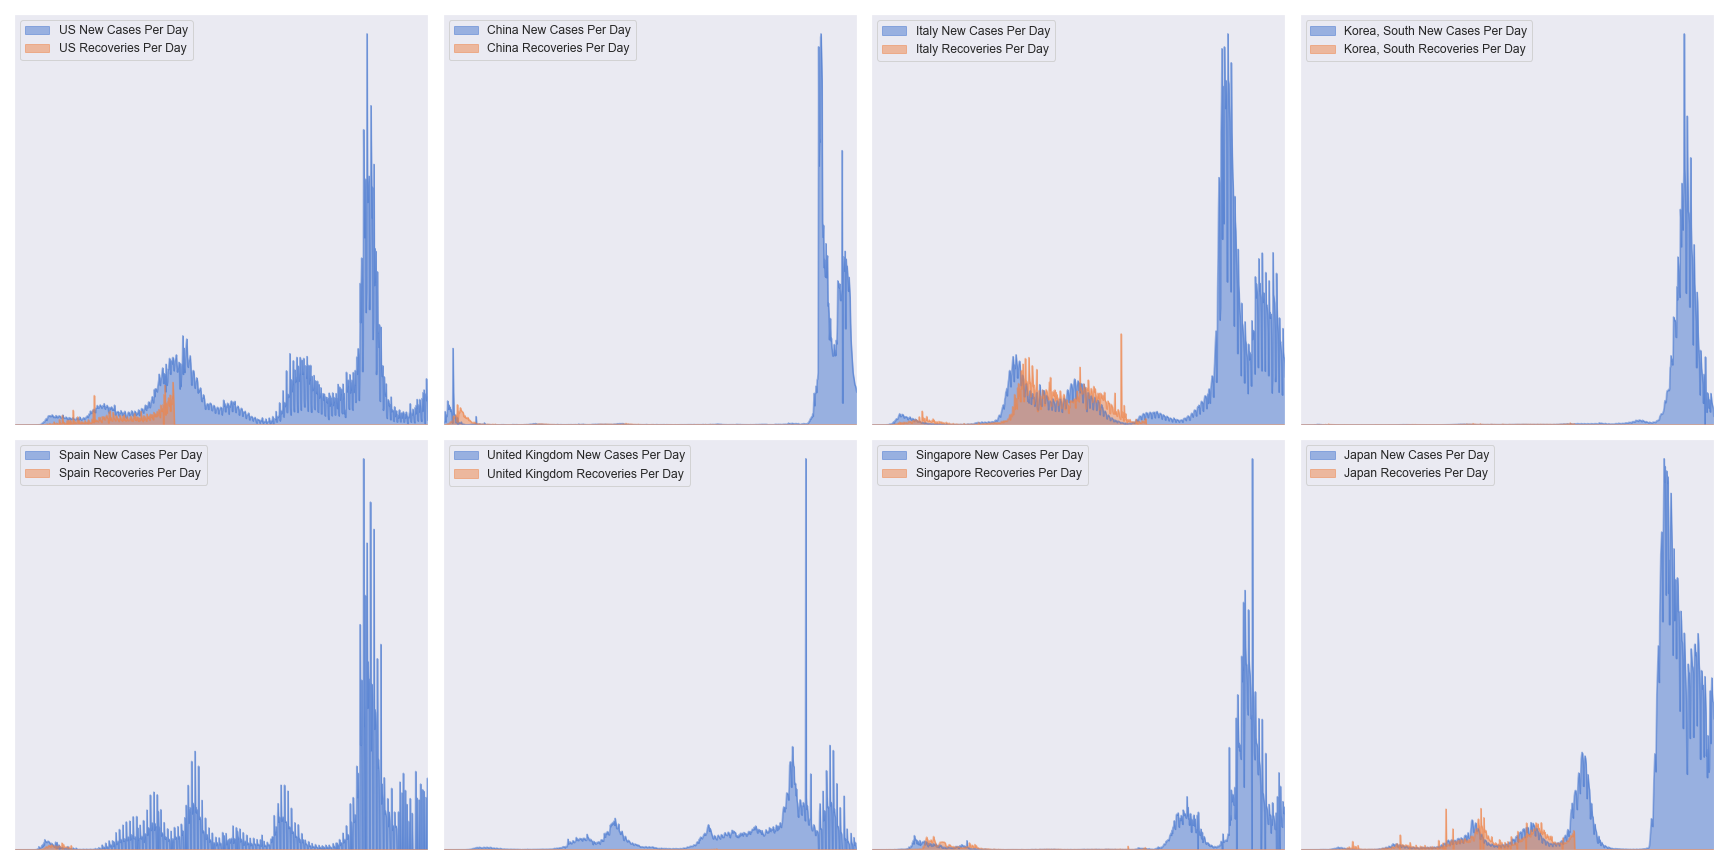 US New Cases Per Day
US Recoveries Per Day
China New Cases Per Day
China Recoveries Per Day
Italy New Cases Per Day
Italy Recoveries Per Day
Korea, South New Cases Per Day
Korea, South Recoveries Per Day
Spain New Cases Per Day
Spain Recoveries Per Day
United Kingdom New Cases Per Day
United Kingdom Recoveries Per Day
Singapore New Cases Per Day
Singapore Recoveries Per Day
Japan New Cases Per Day
Japan Recoveries Per Day